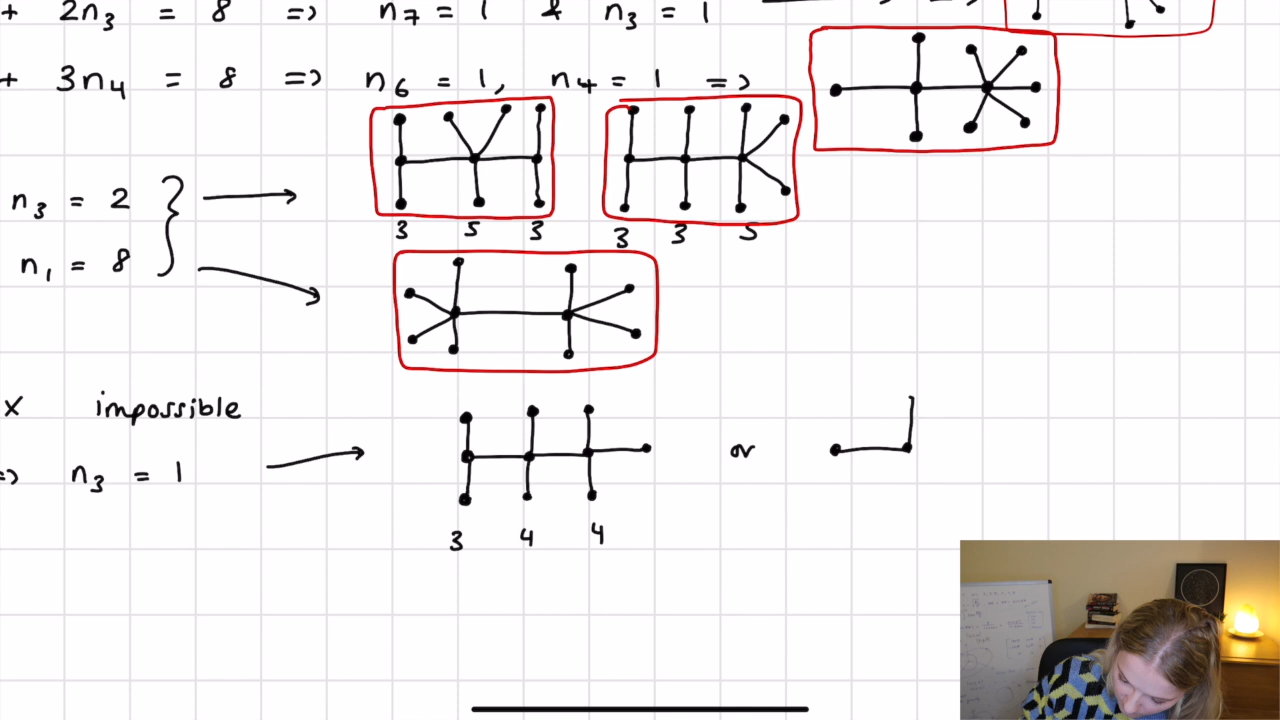 + 2n₃ = 8 => n₇ = 1 & n₃ = 1
+ 3n₄ = 8 => n₆ = 1, n₄ = 1 =>
n₃ = 2
n₁ = 8
3 5 3
3 3 5
x impossible
=> n₃ = 1
or
3 4 4